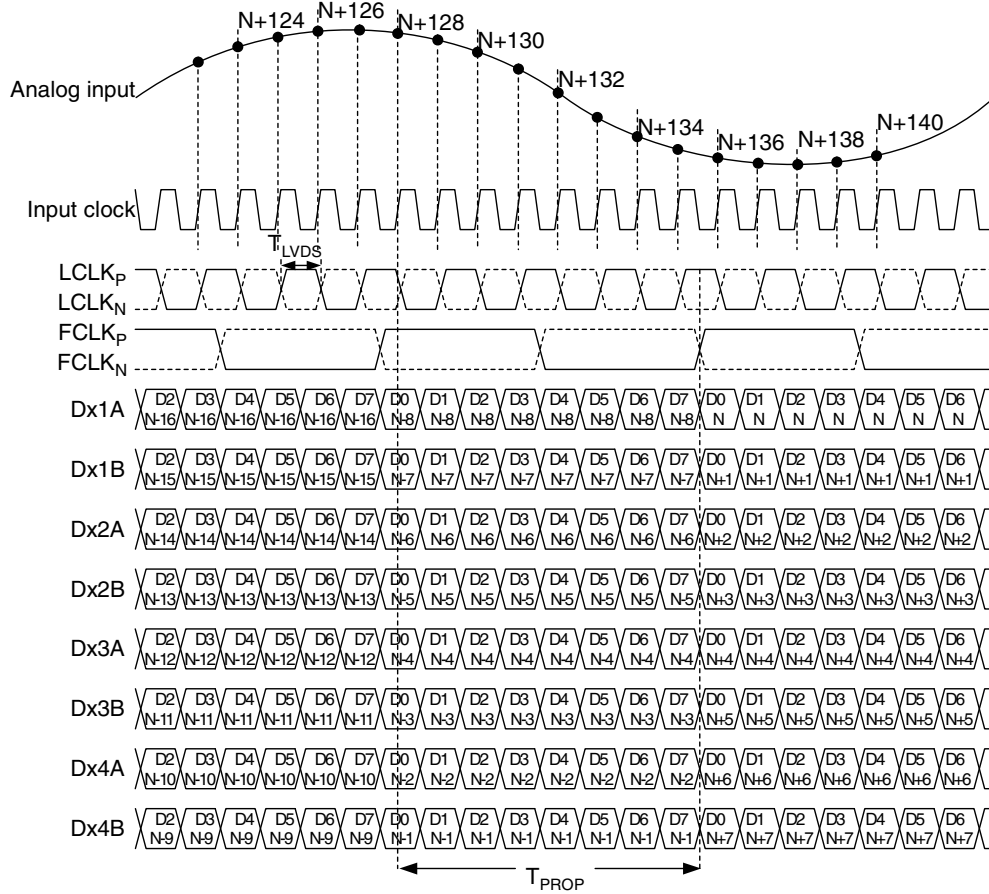 N+124
N+126
N+128
N+130
N+132
N+134
N+136
N+138
N+140
Analog input
Input clock
TLVDS
LCLKP
LCLKN
FCLKP
FCLKN
Dx1A
D2 D3 D4 D5 D6 D7 D0 D1 D2 D3 D4 D5 D6 D7 D0 D1 D2 D3 D4 D5 D6
N-16 N-16 N-16 N-16 N-16 N-16 N-8 N-8 N-8 N-8 N-8 N-8 N-8 N-8 N N N N N N N
Dx1B
D2 D3 D4 D5 D6 D7 D0 D1 D2 D3 D4 D5 D6 D7 D0 D1 D2 D3 D4 D5 D6
N-15 N-15 N-15 N-15 N-15 N-15 N-7 N-7 N-7 N-7 N-7 N-7 N-7 N-7 N+1 N+1 N+1 N+1 N+1 N+1 N+1
Dx2A
D2 D3 D4 D5 D6 D7 D0 D1 D2 D3 D4 D5 D6 D7 D0 D1 D2 D3 D4 D5 D6
N-14 N-14 N-14 N-14 N-14 N-14 N-6 N-6 N-6 N-6 N-6 N-6 N-6 N-6 N+2 N+2 N+2 N+2 N+2 N+2 N+2
Dx2B
D2 D3 D4 D5 D6 D7 D0 D1 D2 D3 D4 D5 D6 D7 D0 D1 D2 D3 D4 D5 D6
N-13 N-13 N-13 N-13 N-13 N-13 N-5 N-5 N-5 N-5 N-5 N-5 N-5 N-5 N+3 N+3 N+3 N+3 N+3 N+3 N+3
Dx3A
D2 D3 D4 D5 D6 D7 D0 D1 D2 D3 D4 D5 D6 D7 D0 D1 D2 D3 D4 D5 D6
N-12 N-12 N-12 N-12 N-12 N-12 N-4 N-4 N-4 N-4 N-4 N-4 N-4 N-4 N+4 N+4 N+4 N+4 N+4 N+4 N+4
Dx3B
D2 D3 D4 D5 D6 D7 D0 D1 D2 D3 D4 D5 D6 D7 D0 D1 D2 D3 D4 D5 D6
N-11 N-11 N-11 N-11 N-11 N-11 N-3 N-3 N-3 N-3 N-3 N-3 N-3 N-3 N+5 N+5 N+5 N+5 N+5 N+5 N+5
Dx4A
D2 D3 D4 D5 D6 D7 D0 D1 D2 D3 D4 D5 D6 D7 D0 D1 D2 D3 D4 D5 D6
N-10 N-10 N-10 N-10 N-10 N-10 N-2 N-2 N-2 N-2 N-2 N-2 N-2 N-2 N+6 N+6 N+6 N+6 N+6 N+6 N+6
Dx4B
D2 D3 D4 D5 D6 D7 D0 D1 D2 D3 D4 D5 D6 D7 D0 D1 D2 D3 D4 D5 D6
N-9 N-9 N-9 N-9 N-9 N-9 N-1 N-1 N-1 N-1 N-1 N-1 N-1 N-1 N+7 N+7 N+7 N+7 N+7 N+7 N+7
TPROP